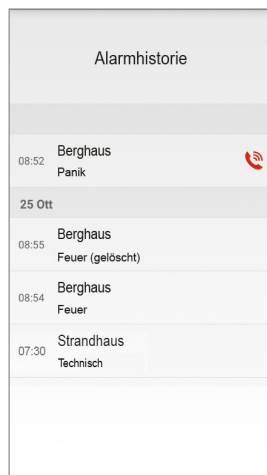 Alarmhistorie
Berghaus
08:52
Panik
25 Ott
Berghaus
08:55
Feuer (gelöscht)
Berghaus
08:54
Feuer
Strandhaus
07:30
Technisch